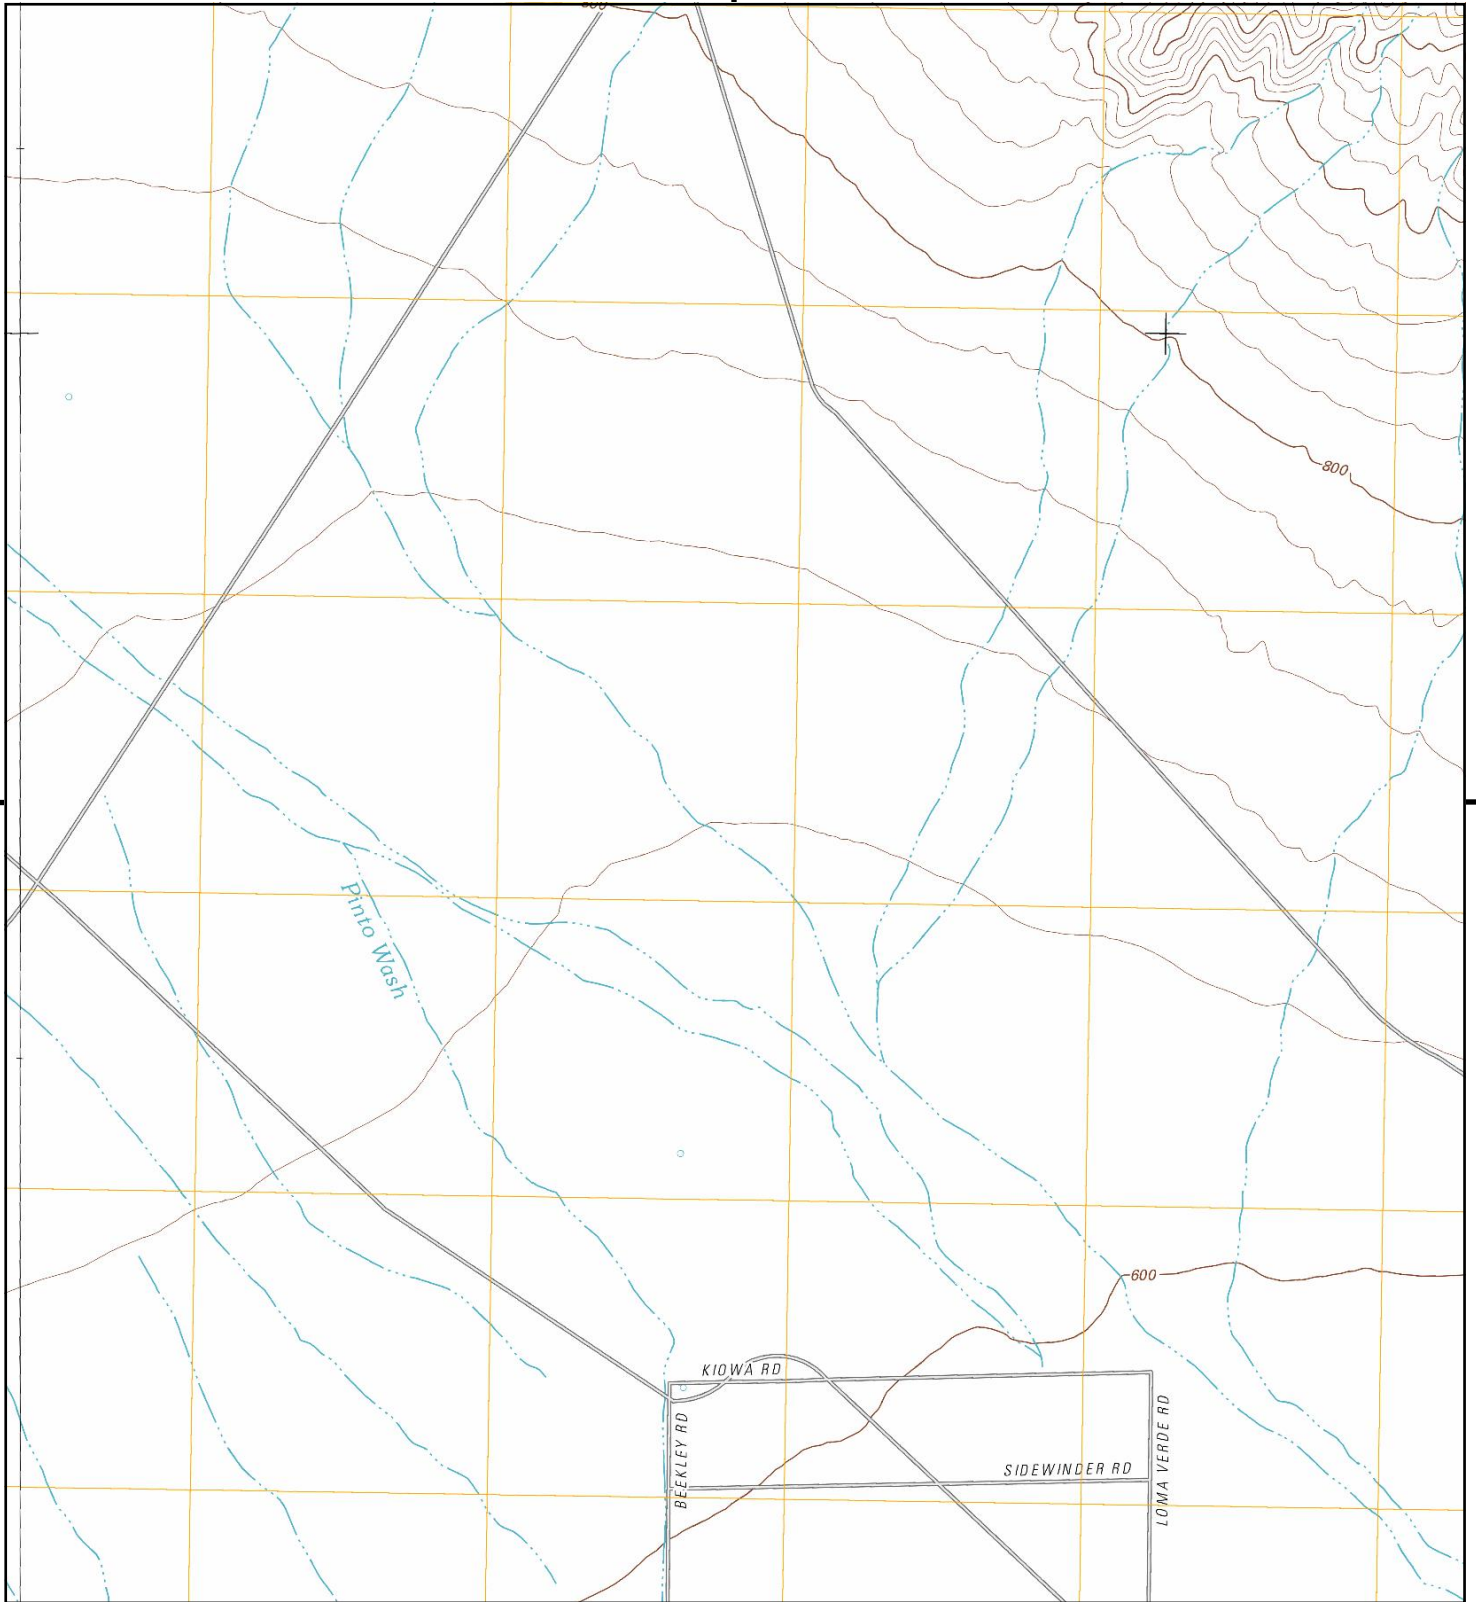 800
Pinto Wash
600
KIOWA RD
BEEKLEY RD
SIDEWINDER RD
LOMA VERDE RD